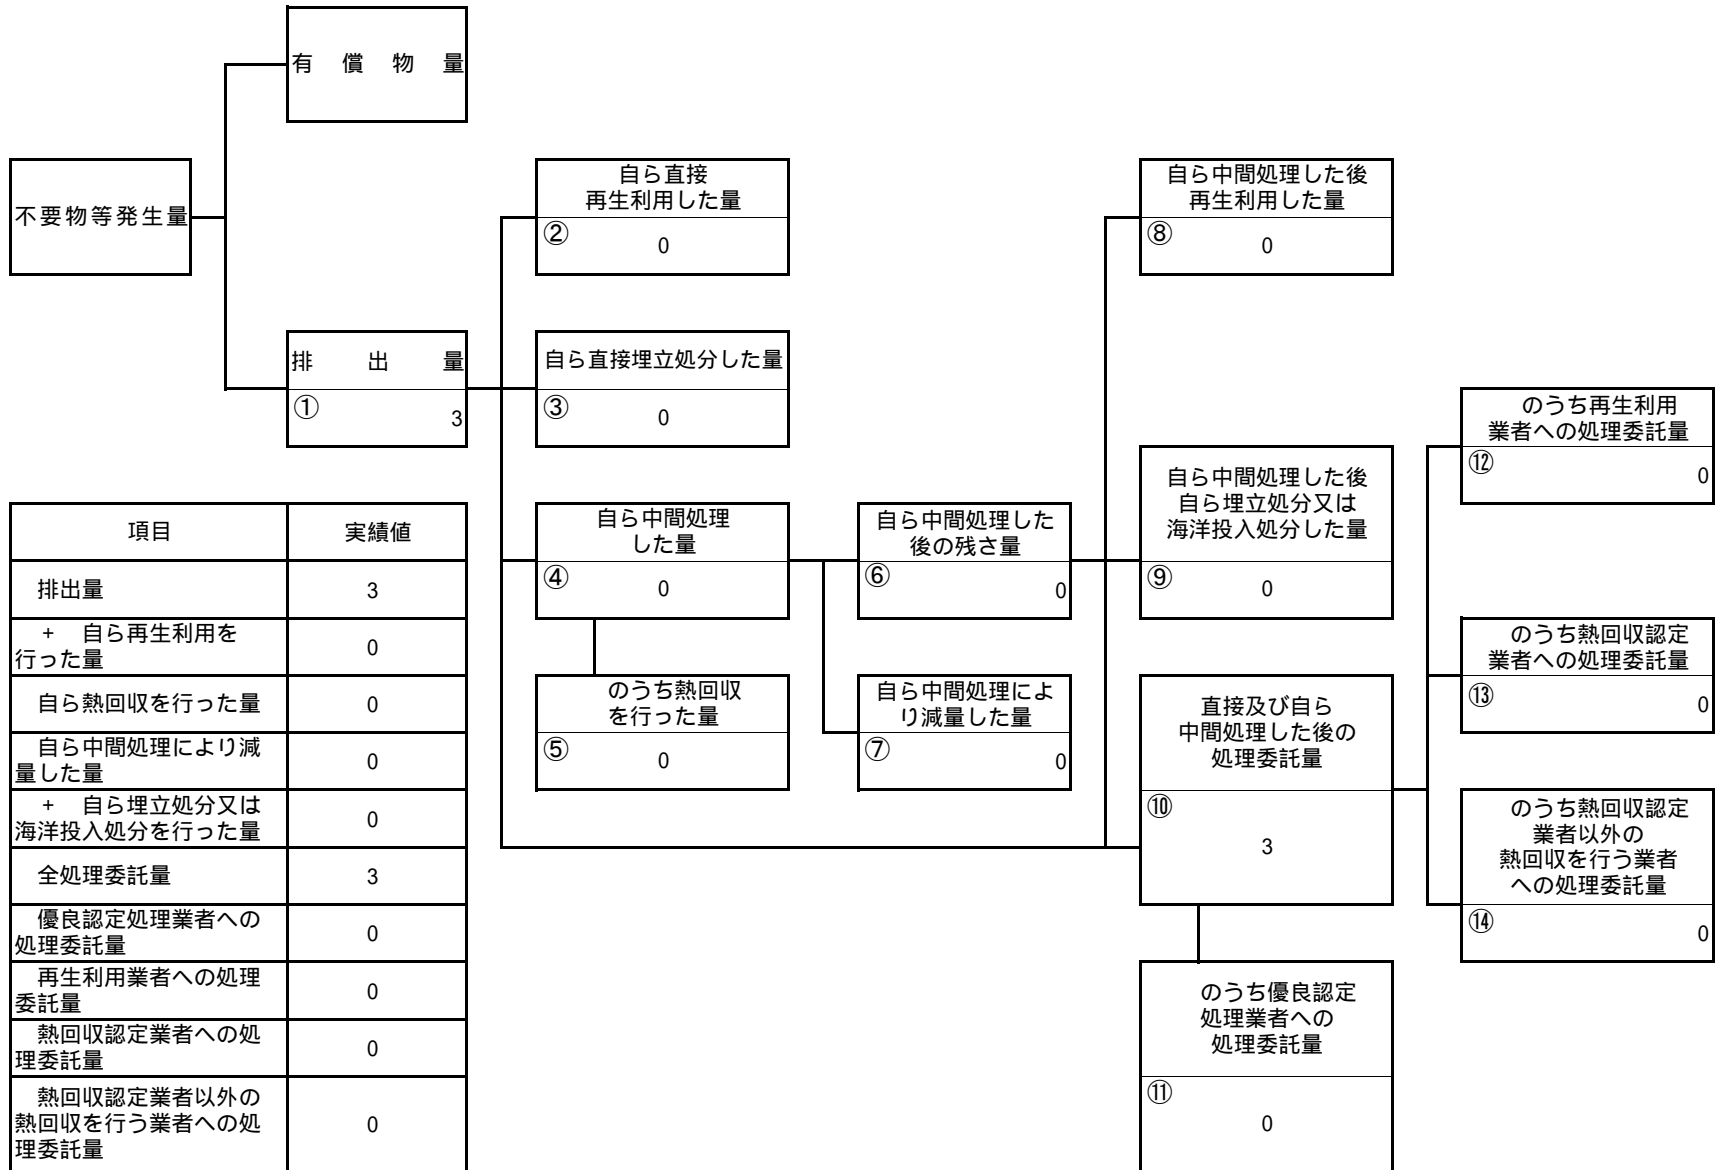 有償物量
不要物等発生量
排出量
①
3
自ら直接
再生利用した量
②
0
自ら直接埋立処分した量
③
0
自ら中間処理
した量
④
0
のうち熱回収
を行った量
⑤
0
自ら中間処理した
後の残さ量
⑥
0
自ら中間処理によ
り減量した量
⑦
0
自ら中間処理した後
再生利用した量
⑧
0
自ら中間処理した後
自ら埋立処分又は
海洋投入処分した量
⑨
0
直接及び自ら
中間処理した後の
処理委託量
⑩
3
のうち優良認定
処理業者への
処理委託量
⑪
0
のうち再生利用
業者への処理委託量
⑫
0
のうち熱回収認定
業者への処理委託量
⑬
0
のうち熱回収認定
業者以外の
熱回収を行う業者
への処理委託量
⑭
0
項目 実績値
排出量 3
+ 自ら再生利用を
行った量
0
自ら熱回収を行った量 0
自ら中間処理により減
量した量
0
+ 自ら埋立処分又は
海洋投入処分を行った量
0
全処理委託量 3
優良認定処理業者への
処理委託量
0
再生利用業者への処理
委託量
0
熱回収認定業者への処
理委託量
0
熱回収認定業者以外の
熱回収を行う業者への処
理委託量
0